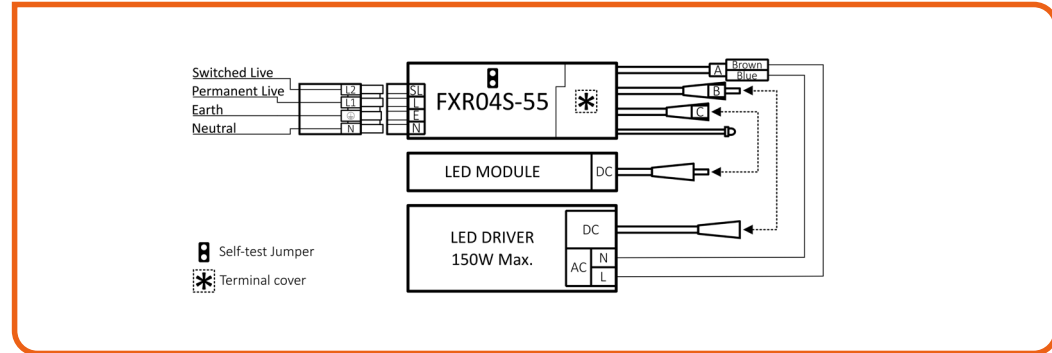 Switched Live
Permanent Live
Earth
Neutral
L2
L1
N
SL
L
E
N
FXR04S-55
A
Brown
Blue
B
C
LED MODULE
DC
LED DRIVER
150W Max.
DC
AC
N
L
Self-test Jumper
Terminal cover